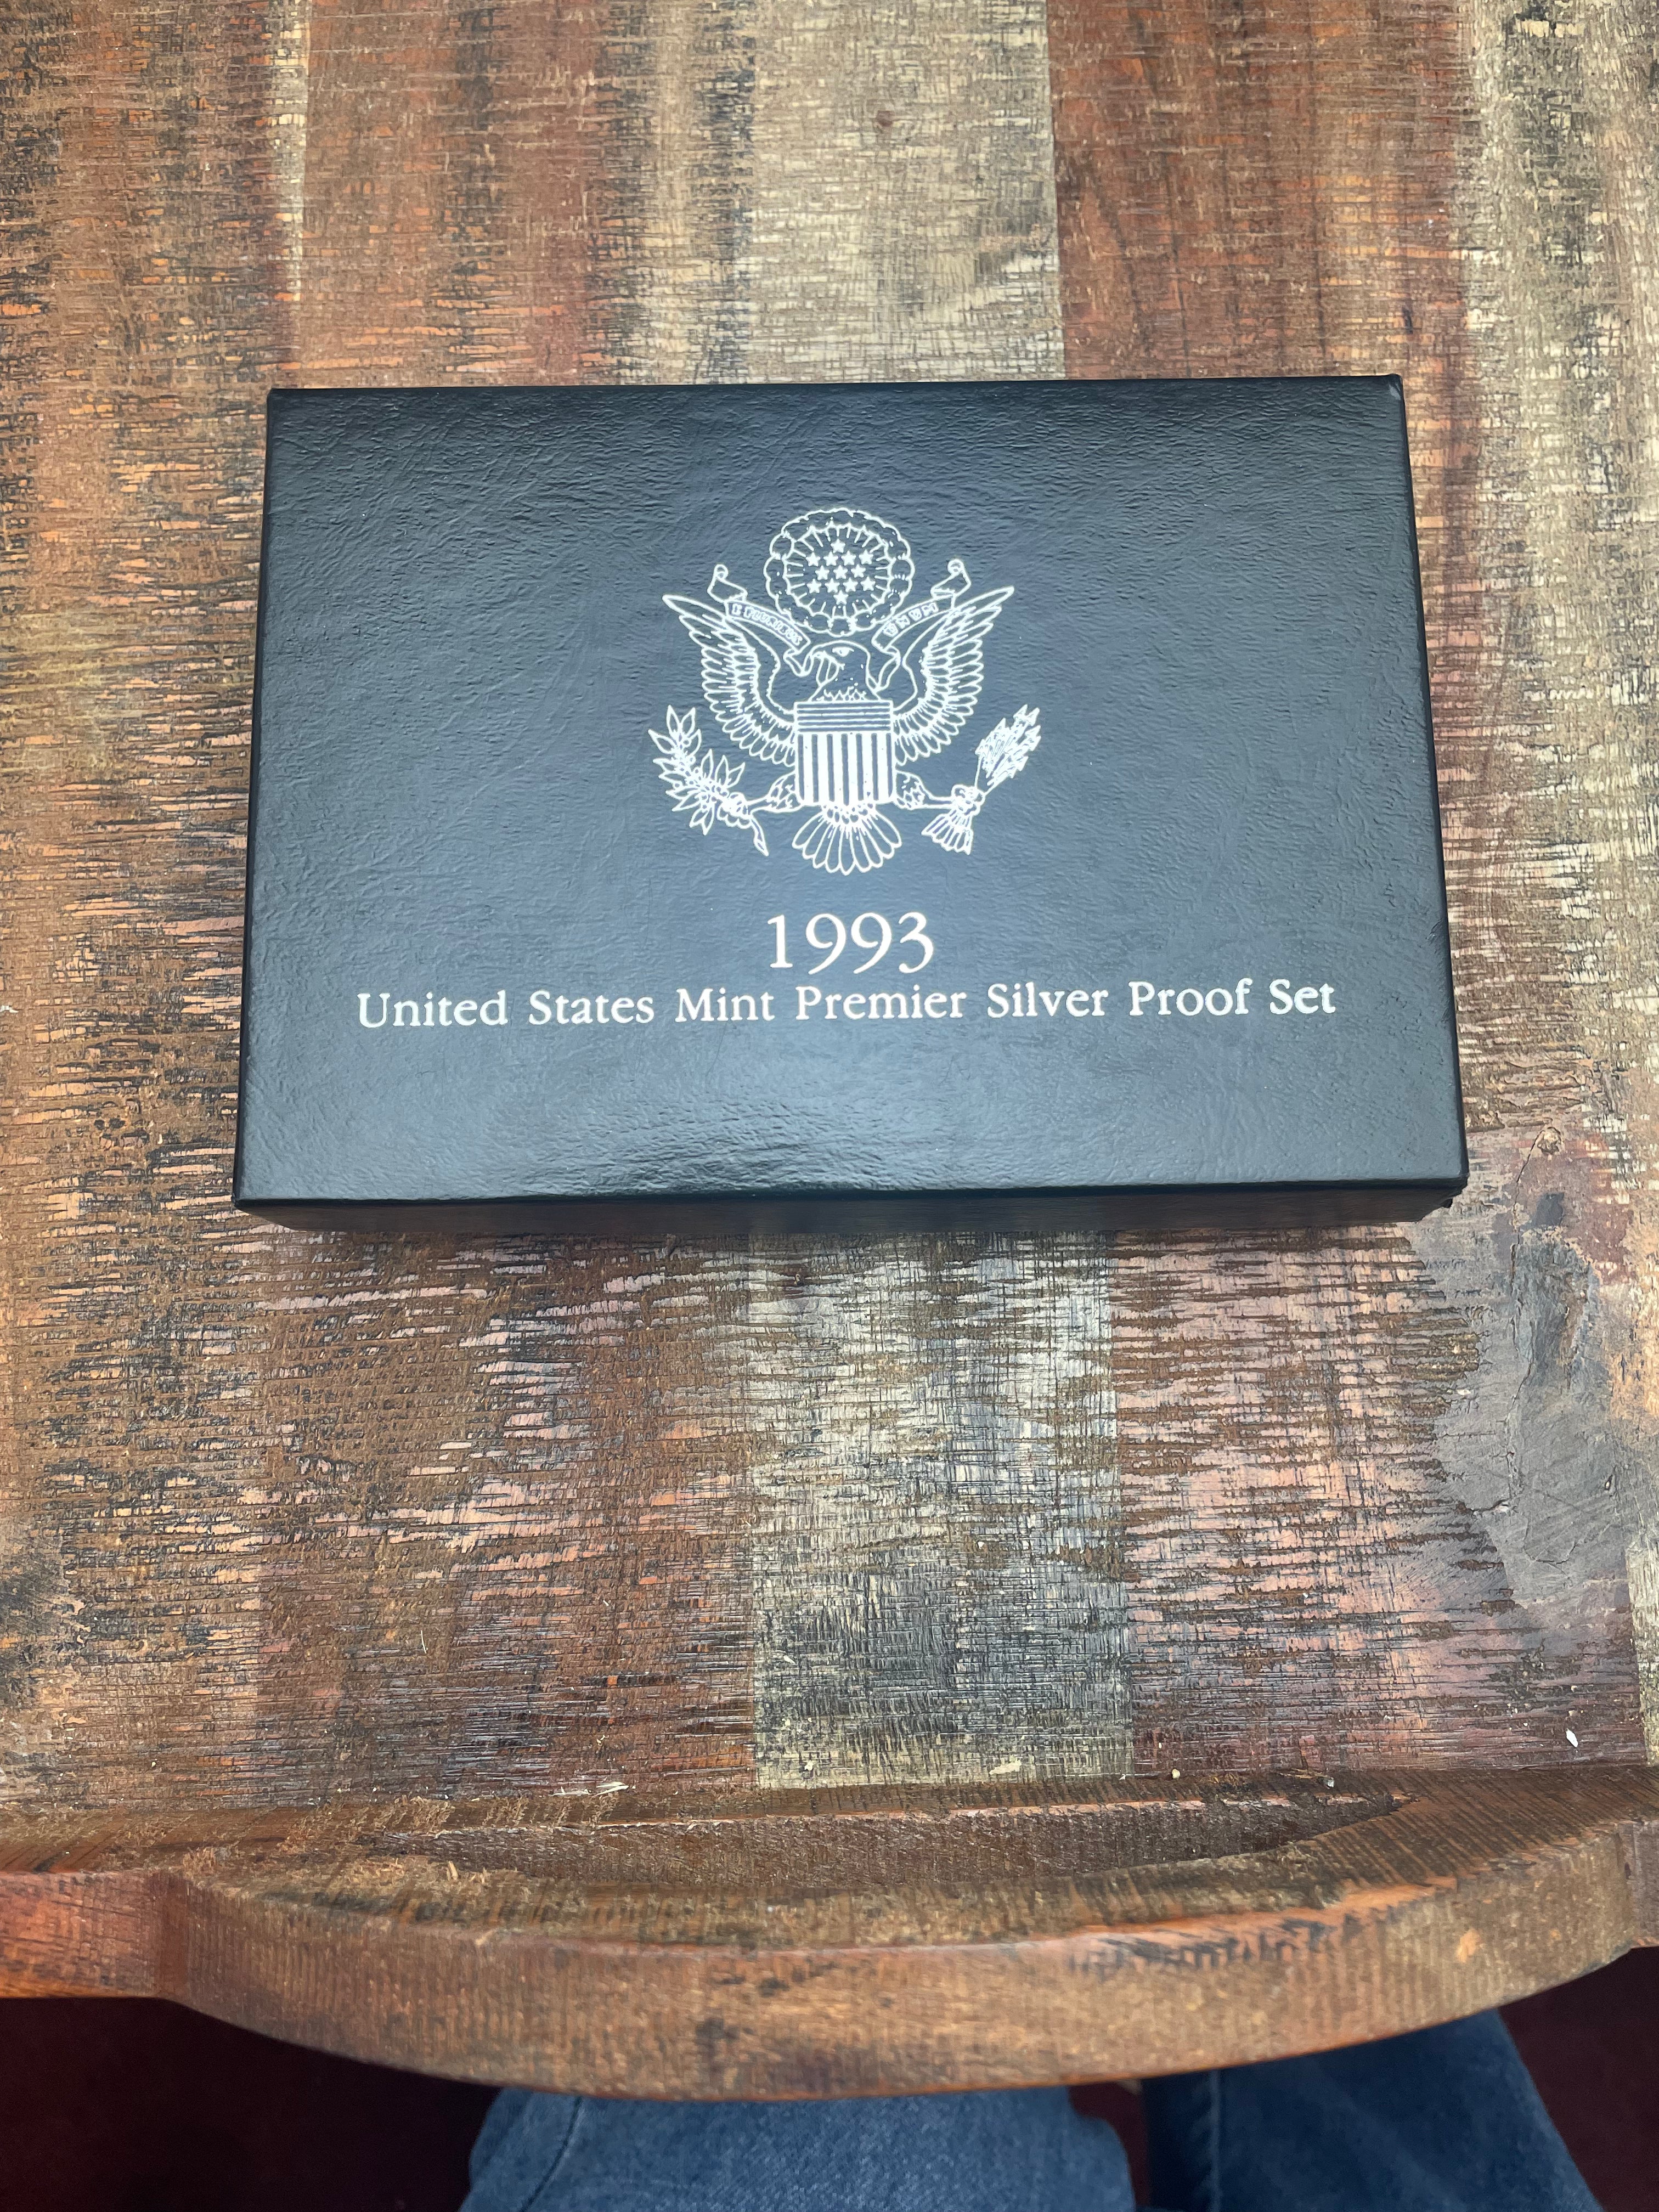 1993
United States Mint Premier Silver Proof Set